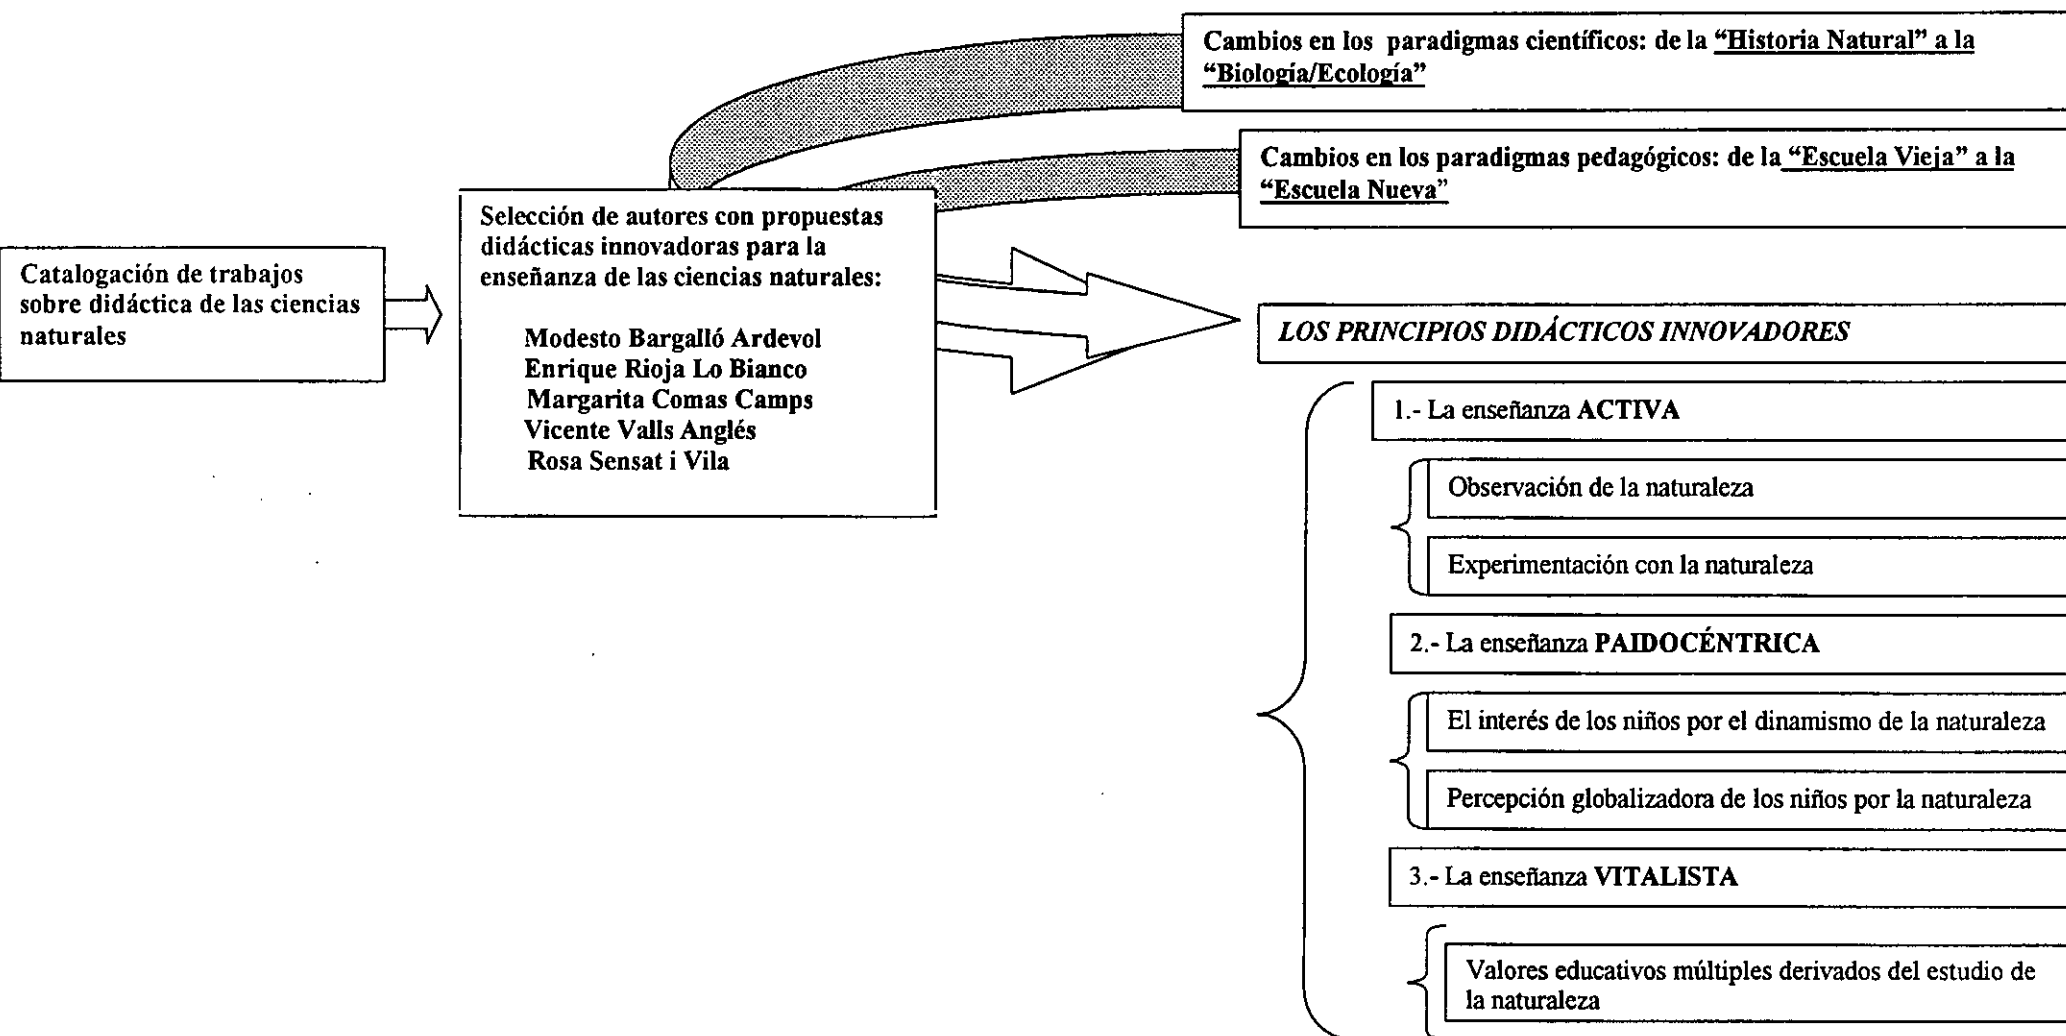 Cambios en los paradigmas científicos: de la “Historia Natural” a la
“Biología/Ecología”
Cambios en los paradigmas pedagógicos: de la “Escuela Vieja” a la
“Escuela Nueva”
Catalogación de trabajos
sobre didáctica de las ciencias
naturales
Selección de autores con propuestas
didácticas innovadoras para la
enseñanza de las ciencias naturales:
Modesto Bargalló Ardevol
Enrique Rioja Lo Bianco
Margarita Comas Camps
Vicente Valls Anglés
Rosa Sensat i Vila
LOS PRINCIPIOS DIDÁCTICOS INNOVADORES
1.- La enseñanza ACTIVA
Observación de la naturaleza
Experimentación con la naturaleza
2.- La enseñanza PAIDOCÉNTRICA
El interés de los niños por el dinamismo de la naturaleza
Percepción globalizadora de los niños por la naturaleza
3.- La enseñanza VITALISTA
Valores educativos múltiples derivados del estudio de
la naturaleza